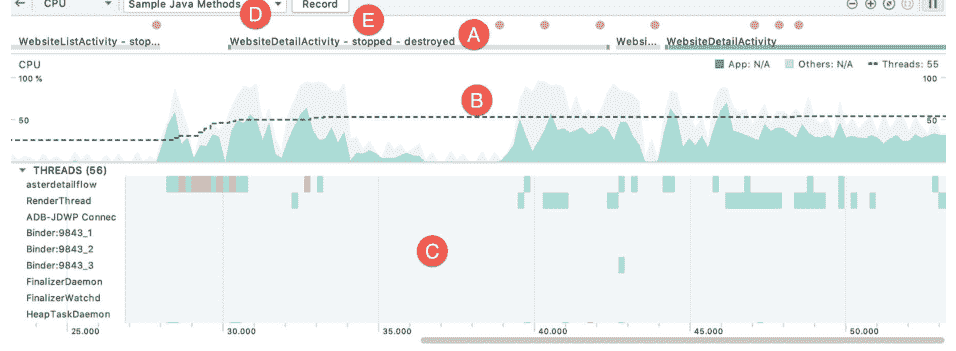 CPU Sample Java Methods Record
D
E
A
WebsiteListActivity - stop... WebsiteDetailActivity - stopped - destroyed Websi... WebsiteDetailActivity
CPU App: N/A Others: N/A Threads: 55
100 % 100
B
50 50
THREADS (56)
asterdetailflow
RenderThread
ADB-JDWP Connec
Binder:9843_1
Binder:9843_2
C
Binder:9843_3
FinalizerDaemon
FinalizerWatchd
HeapTaskDaemon
25.000 30.000 35.000 40.000 45.000 50.000